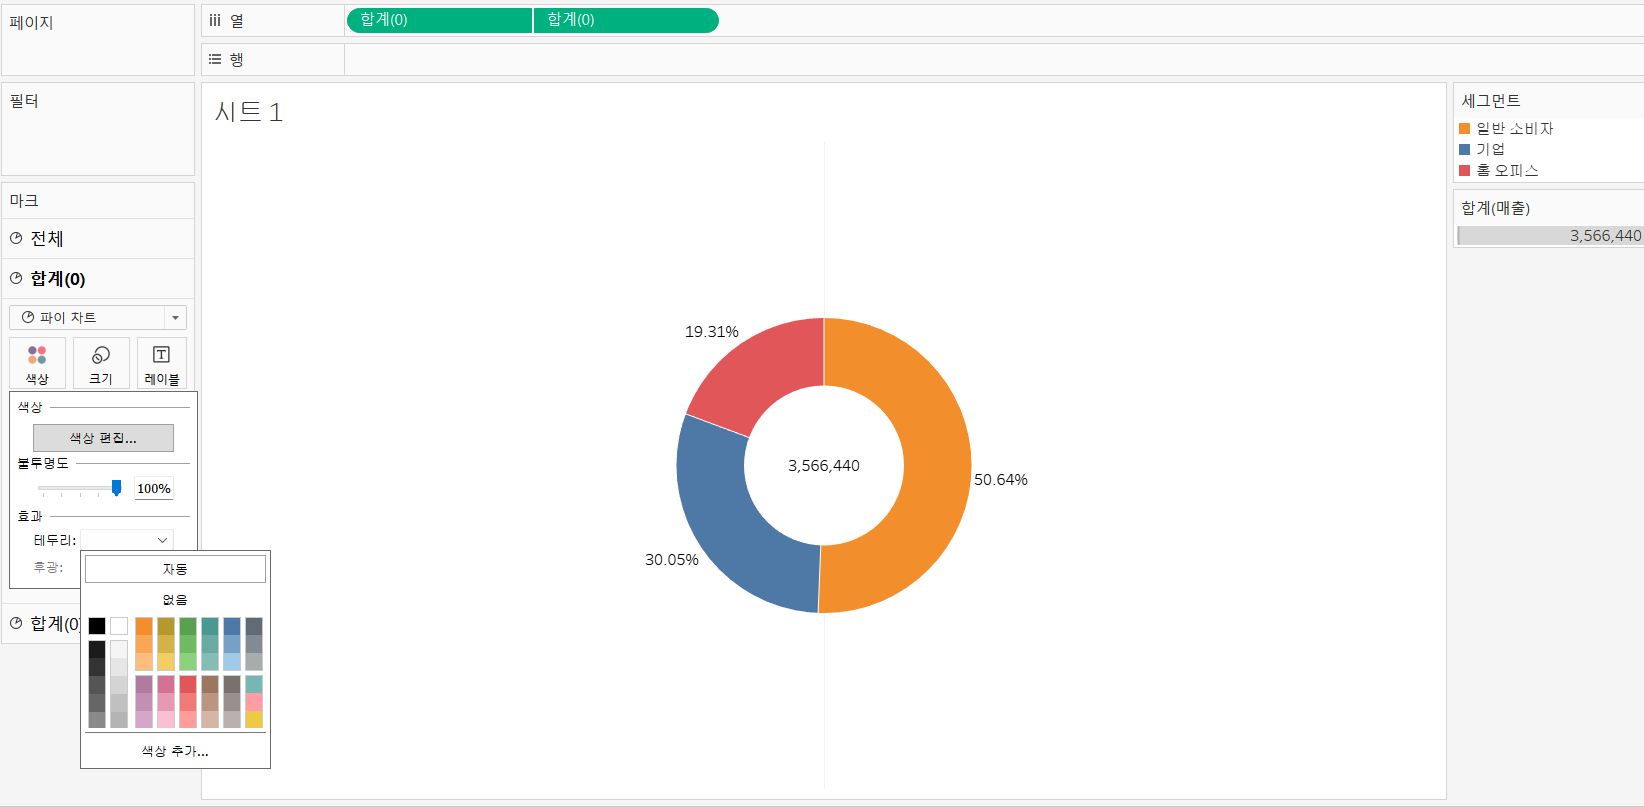 페이지
열
합계(0)
합계(0)
행
필터
시트 1
세그먼트
일반 소비자
기업
홈 오피스
합계(매출)
3,566,440
마크
전체
합계(0)
파이 차트
색상
크기
레이블
색상
색상 편집...
불투명도
100%
효과
테두리:
후광:
자동
없음
색상 추가...
합계(0)
19.31%
3,566,440
50.64%
30.05%